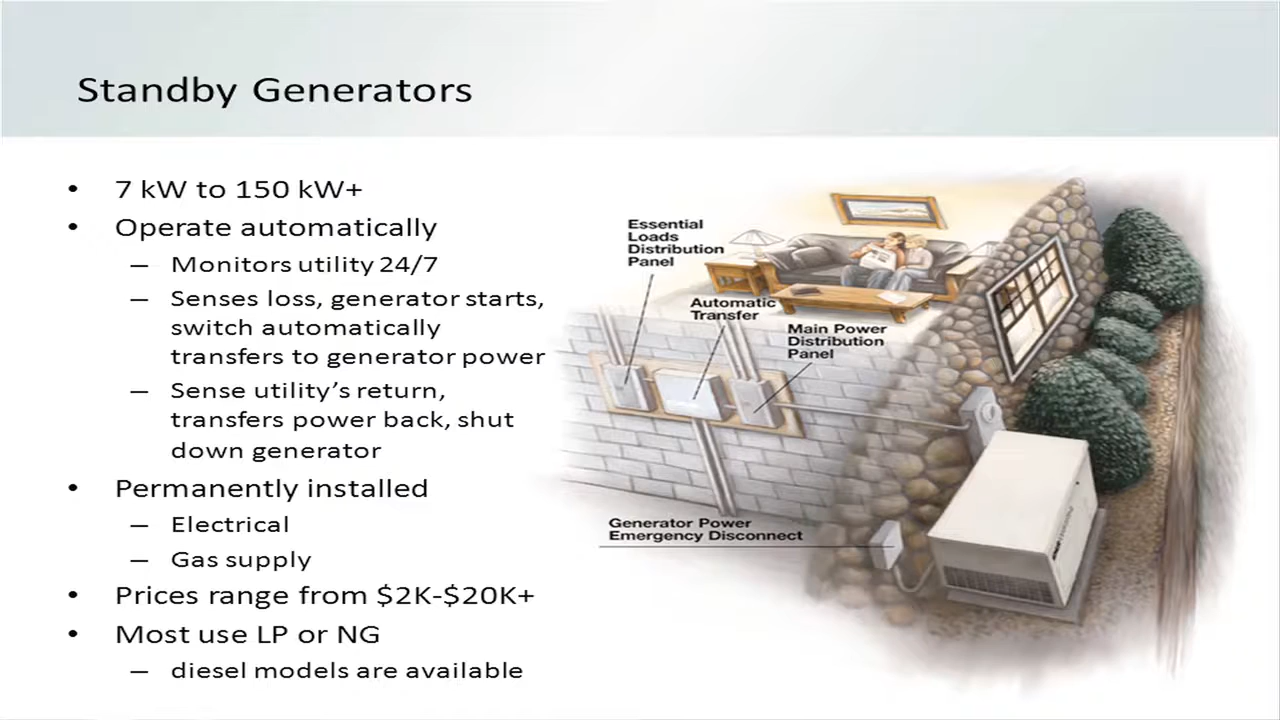 Standby Generators
• 7 kW to 150 kW+
• Operate automatically
– Monitors utility 24/7
– Senses loss, generator starts,
switch automatically
transfers to generator power
– Sense utility’s return,
transfers power back, shut
down generator
• Permanently installed
– Electrical
– Gas supply
• Prices range from $2K-$20K+
• Most use LP or NG
– diesel models are available
Essential
Loads
Distribution
Panel
Automatic
Transfer
Main Power
Distribution
Panel
Generator Power
Emergency Disconnect